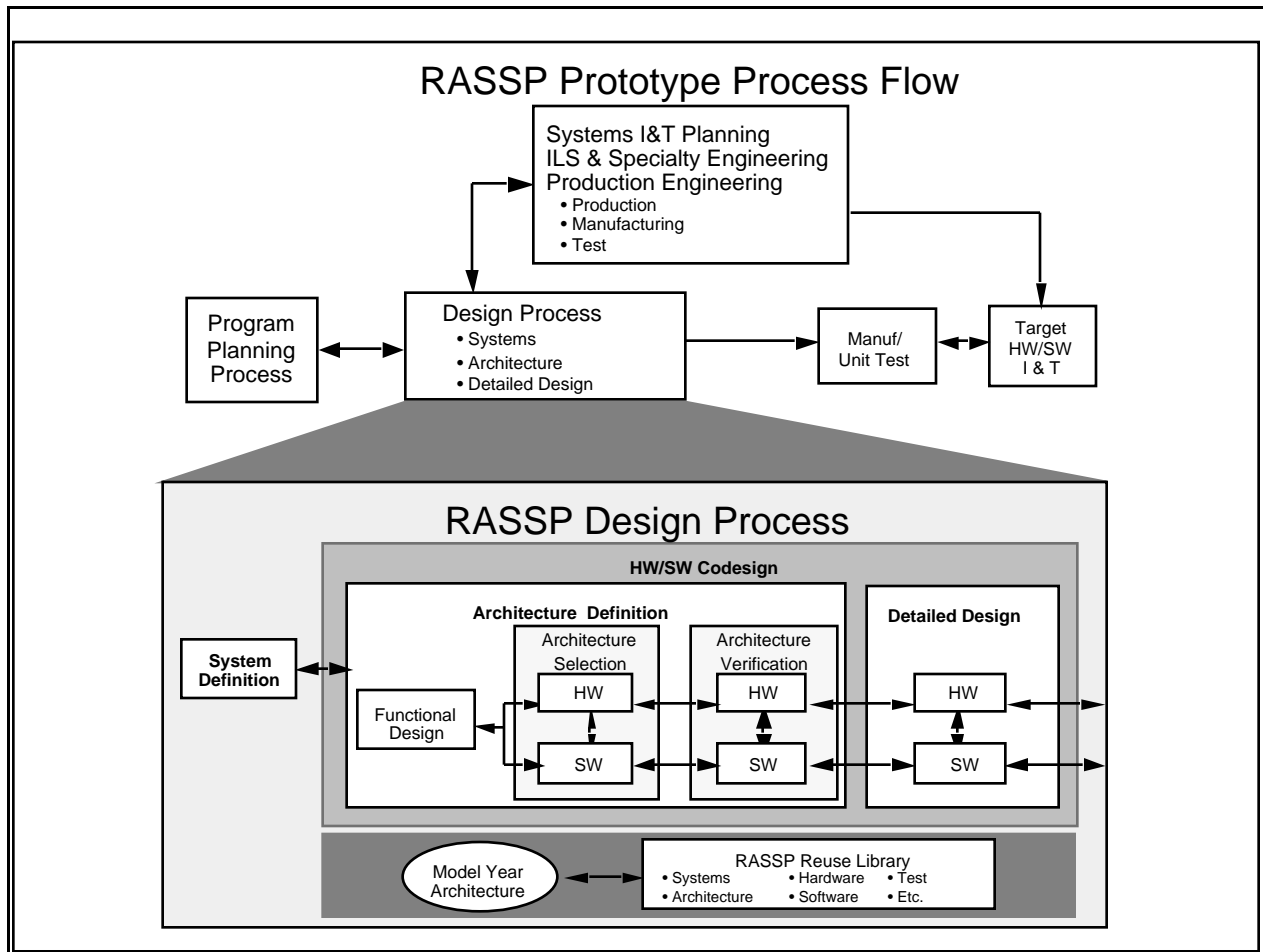 RASSP Prototype Process Flow
Systems I&T Planning
ILS & Specialty Engineering
Production Engineering
• Production
• Manufacturing
• Test
Program
Planning
Process
Design Process
• Systems
• Architecture
• Detailed Design
Manuf/
Unit Test
Target
HW/SW
I & T
RASSP Design Process
HW/SW Codesign
Architecture Definition
Detailed Design
System
Definition
Functional
Design
Architecture
Selection
HW
SW
Architecture
Verification
HW
SW
HW
SW
Model Year
Architecture
RASSP Reuse Library
• Systems • Hardware • Test
• Architecture • Software • Etc.